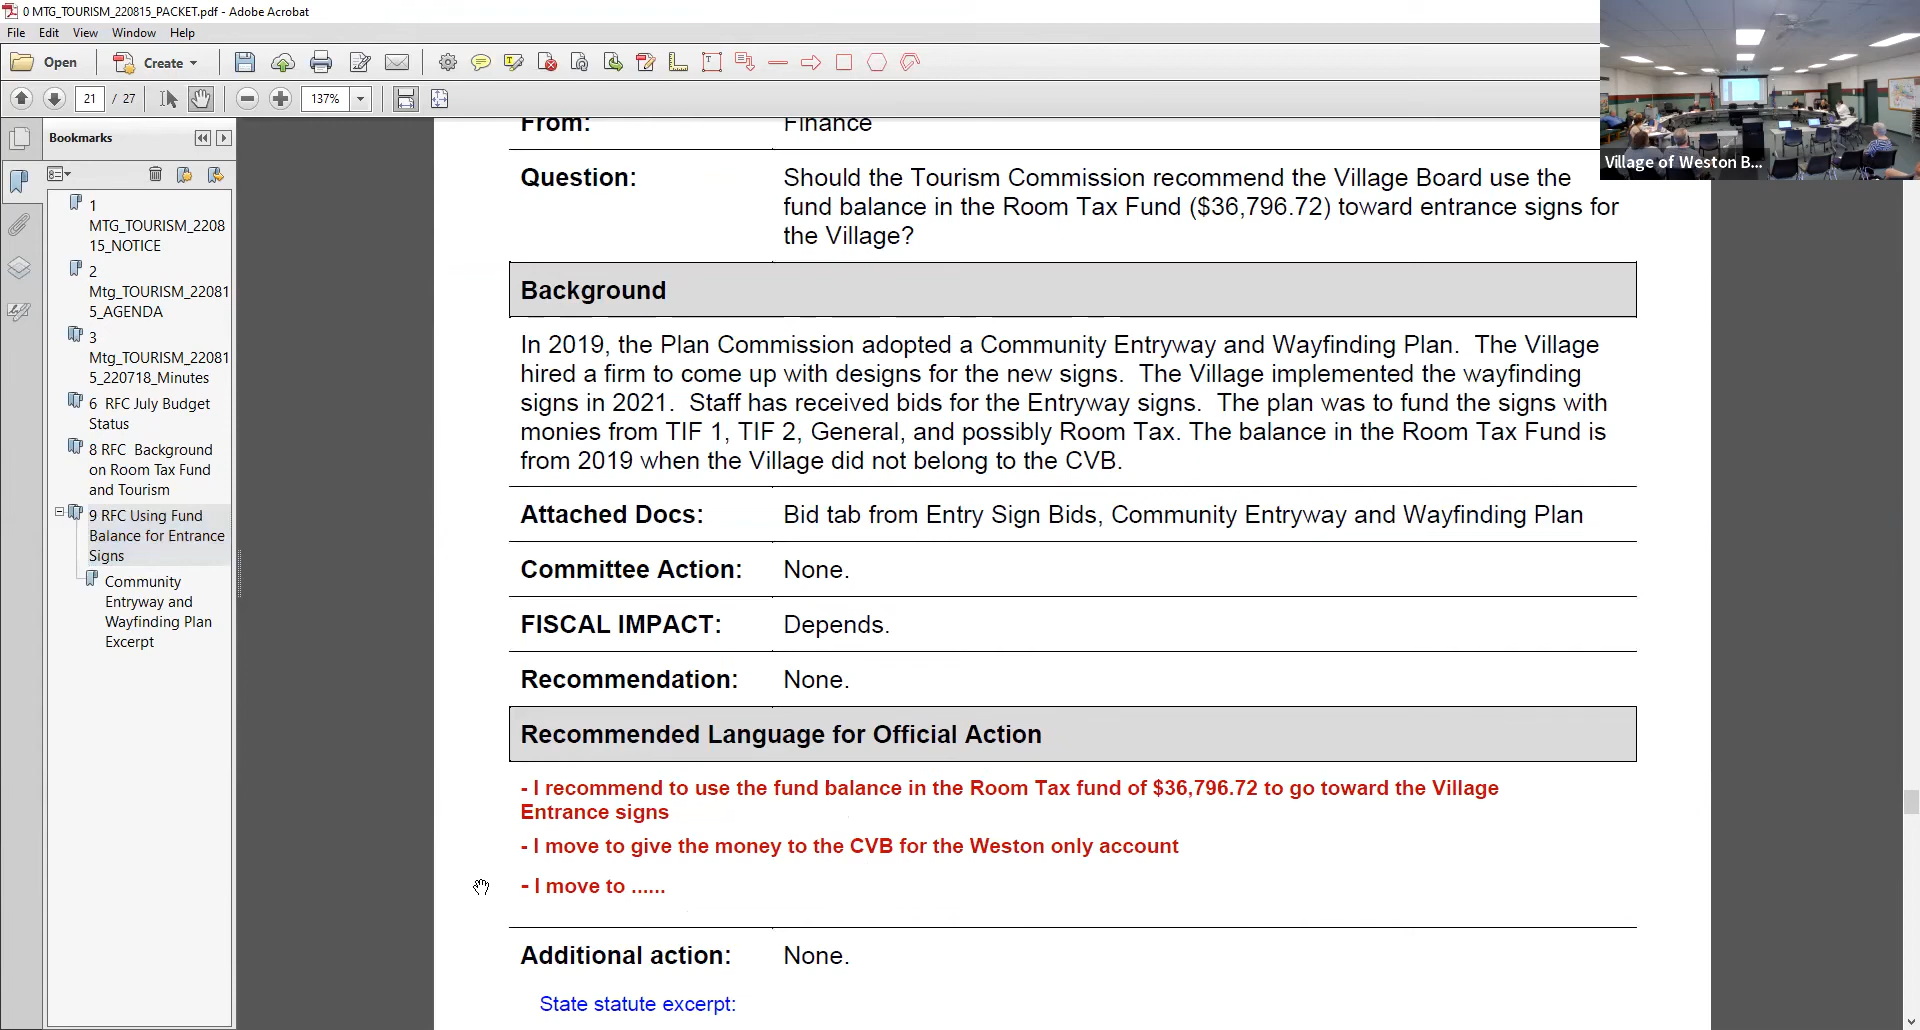 0 MTG_TOURISM_220815_PACKET.pdf - Adobe Acrobat
File Edit View Window Help
Open Create
21 / 27 137%
Bookmarks
1
MTG_TOURISM_2208
15_NOTICE
2
Mtg_TOURISM_22081
5_AGENDA
3
Mtg_TOURISM_22081
5_220718_Minutes
6 RFC July Budget
Status
8 RFC Background
on Room Tax Fund
and Tourism
9 RFC Using Fund
Balance for Entrance
Signs
Community
Entryway and
Wayfinding Plan
Excerpt
From: Finance
Question: Should the Tourism Commission recommend the Village Board use the
fund balance in the Room Tax Fund ($36,796.72) toward entrance signs for
the Village?
Background
In 2019, the Plan Commission adopted a Community Entryway and Wayfinding Plan. The Village
hired a firm to come up with designs for the new signs. The Village implemented the wayfinding
signs in 2021. Staff has received bids for the Entryway signs. The plan was to fund the signs with
monies from TIF 1, TIF 2, General, and possibly Room Tax. The balance in the Room Tax Fund is
from 2019 when the Village did not belong to the CVB.
Attached Docs: Bid tab from Entry Sign Bids, Community Entryway and Wayfinding Plan
Committee Action: None.
FISCAL IMPACT: Depends.
Recommendation: None.
Recommended Language for Official Action
- I recommend to use the fund balance in the Room Tax fund of $36,796.72 to go toward the Village
Entrance signs
- I move to give the money to the CVB for the Weston only account
- I move to ......
Additional action: None.
State statute excerpt:
Village of Weston B...